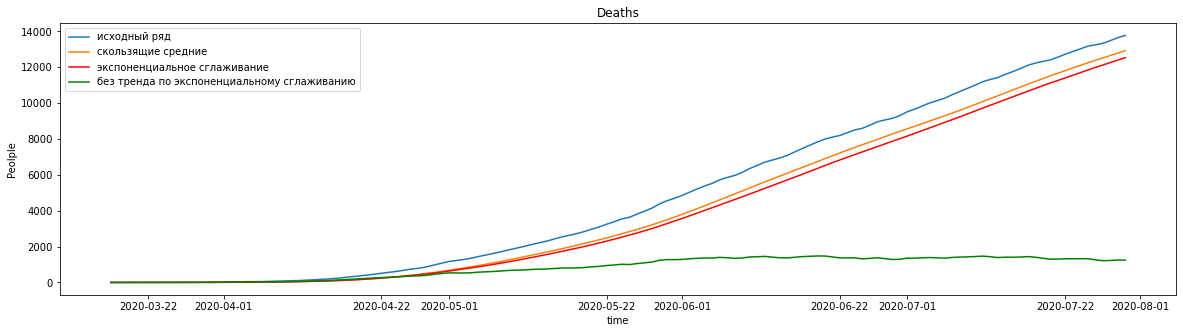 Deaths
исходный ряд
скользящие средние
экспоненциальное сглаживание
без тренда по экспоненциальному сглаживанию
14000
12000
10000
8000
6000
4000
2000
0
Peolple
2020-03-22 2020-04-01 2020-04-22 2020-05-01 2020-05-22 2020-06-01 2020-06-22 2020-07-01 2020-07-22 2020-08-01
time